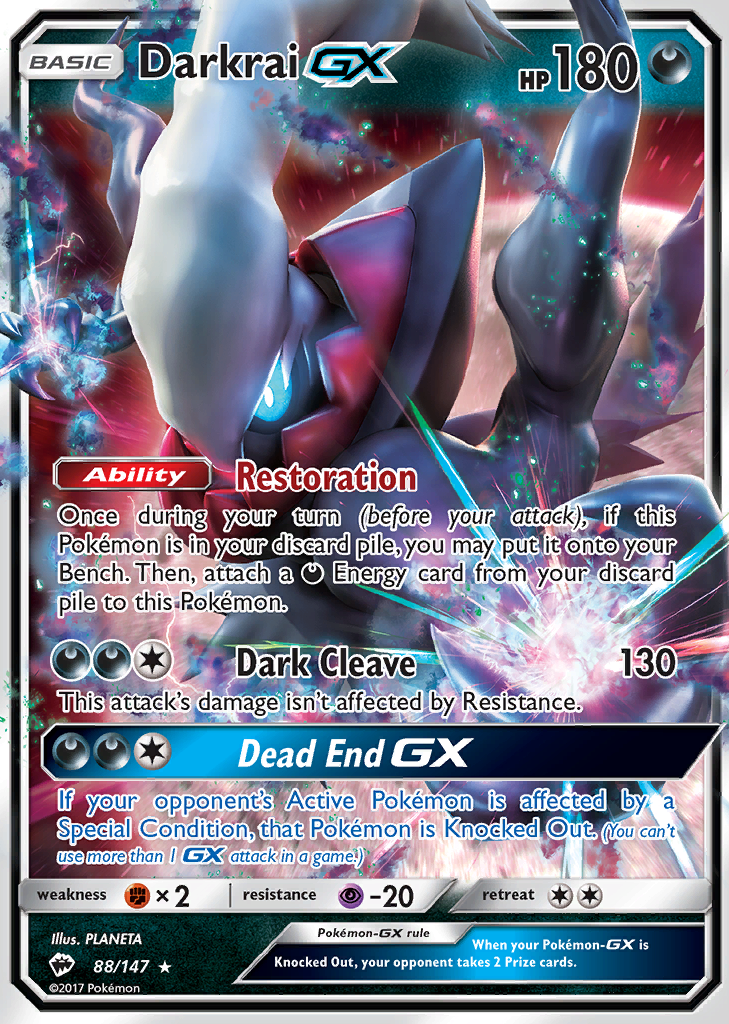 BASIC Darkrai GX HP 180
Ability Restoration
Once during your turn (before your attack), if this
Pokémon is in your discard pile, you may put it onto your
Bench. Then, attach a Energy card from your discard
pile to this Pokémon.
Dark Cleave 130
This attack's damage isn't affected by Resistance.
Dead End GX
If your opponent's Active Pokémon is affected by a
Special Condition, that Pokémon is Knocked Out. (You can't
use more than 1 GX attack in a game.)
weakness ×2 resistance -20 retreat
Illus. PLANETA
88/147 ★
©2017 Pokémon
Pokémon-GX rule
When your Pokémon-GX is
Knocked Out, your opponent takes 2 Prize cards.